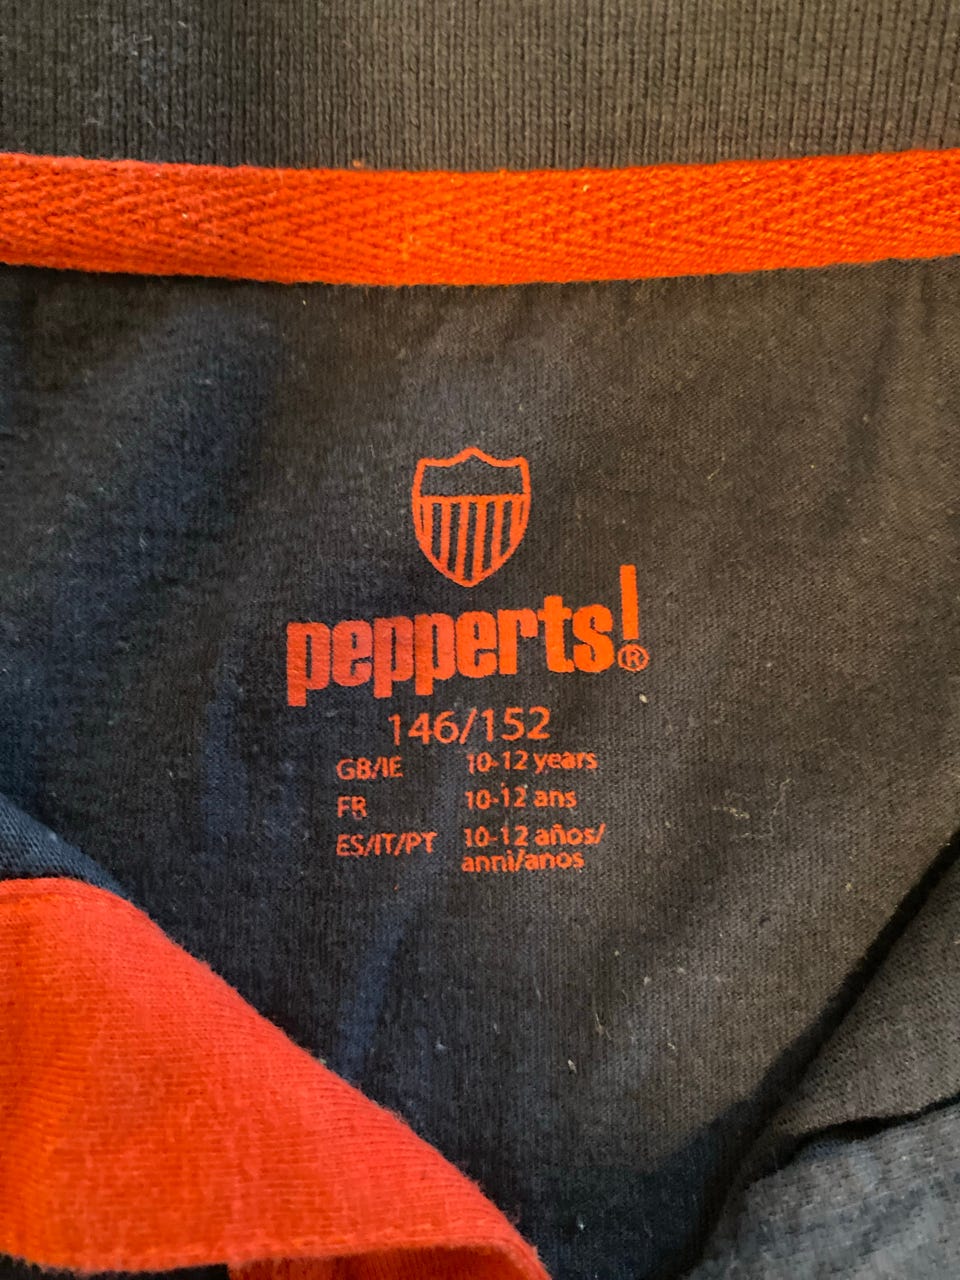 pepperts!®
146/152
GB/IE 10-12 years
FR 10-12 ans
ES/IT/PT 10-12 años/
anni/anos